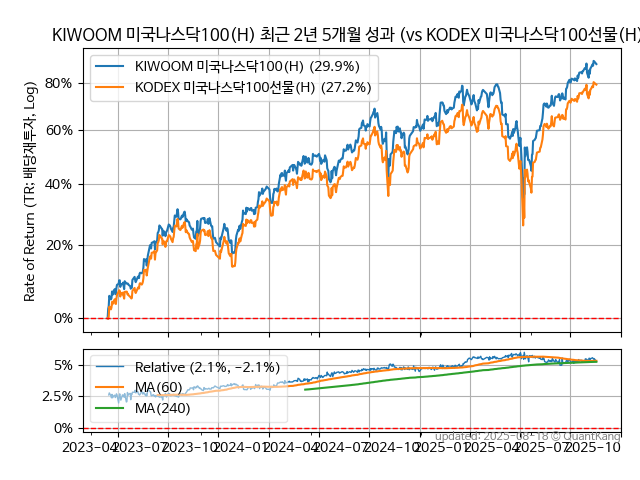 KIWOOM 미국나스닥100(H) 최근 2년 5개월 성과 (vs KODEX 미국나스닥100선물(H)
KIWOOM 미국나스닥100(H) (29.9%)
KODEX 미국나스닥100선물(H) (27.2%)
Rate of Return (TR: 배당재투자, Log)
80%
60%
40%
20%
0%
Relative (2.1%, −2.1%)
MA(60)
MA(240)
5%
2.5%
0%
updated: 2025-08-18 © QuantKang
2023-04 2023-07 2023-10 2024-01 2024-04 2024-07 2024-10 2025-01 2025-04 2025-07 2025-10